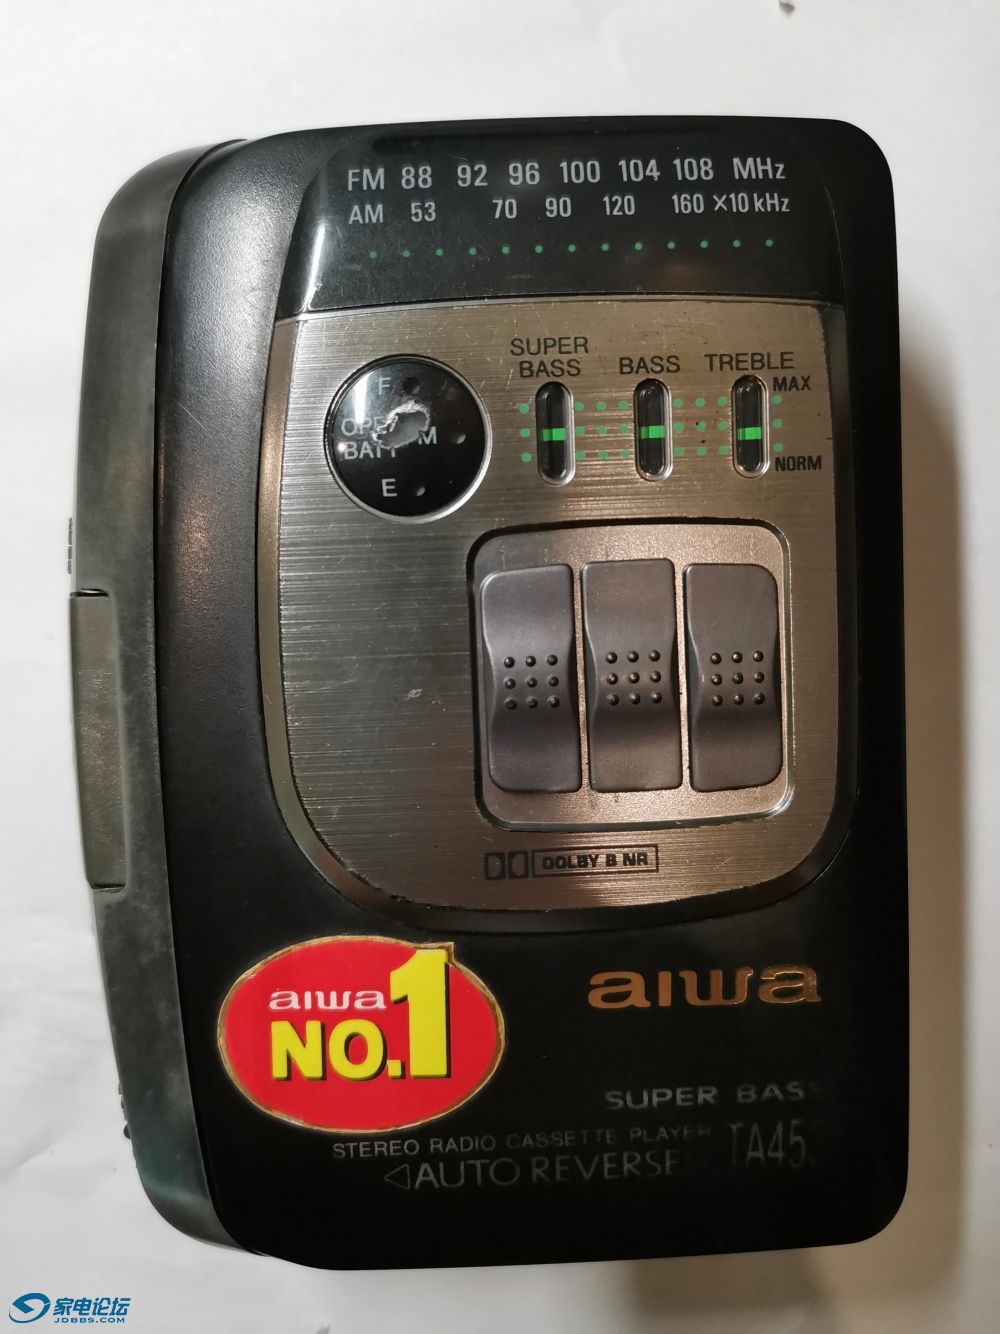 FM 88 92 96 100 104 108 MHz
AM 53 70 90 120 160 ×10 kHz
SUPER
BASS
BASS
TREBLE
MAX
NORM
F
M
BATT
E
DOLBY B NR
aiwa
NO.1
aiwa
SUPER BASS
STEREO RADIO CASSETTE PLAYER
AUTO REVERSE
家电论坛
JDBBS.COM